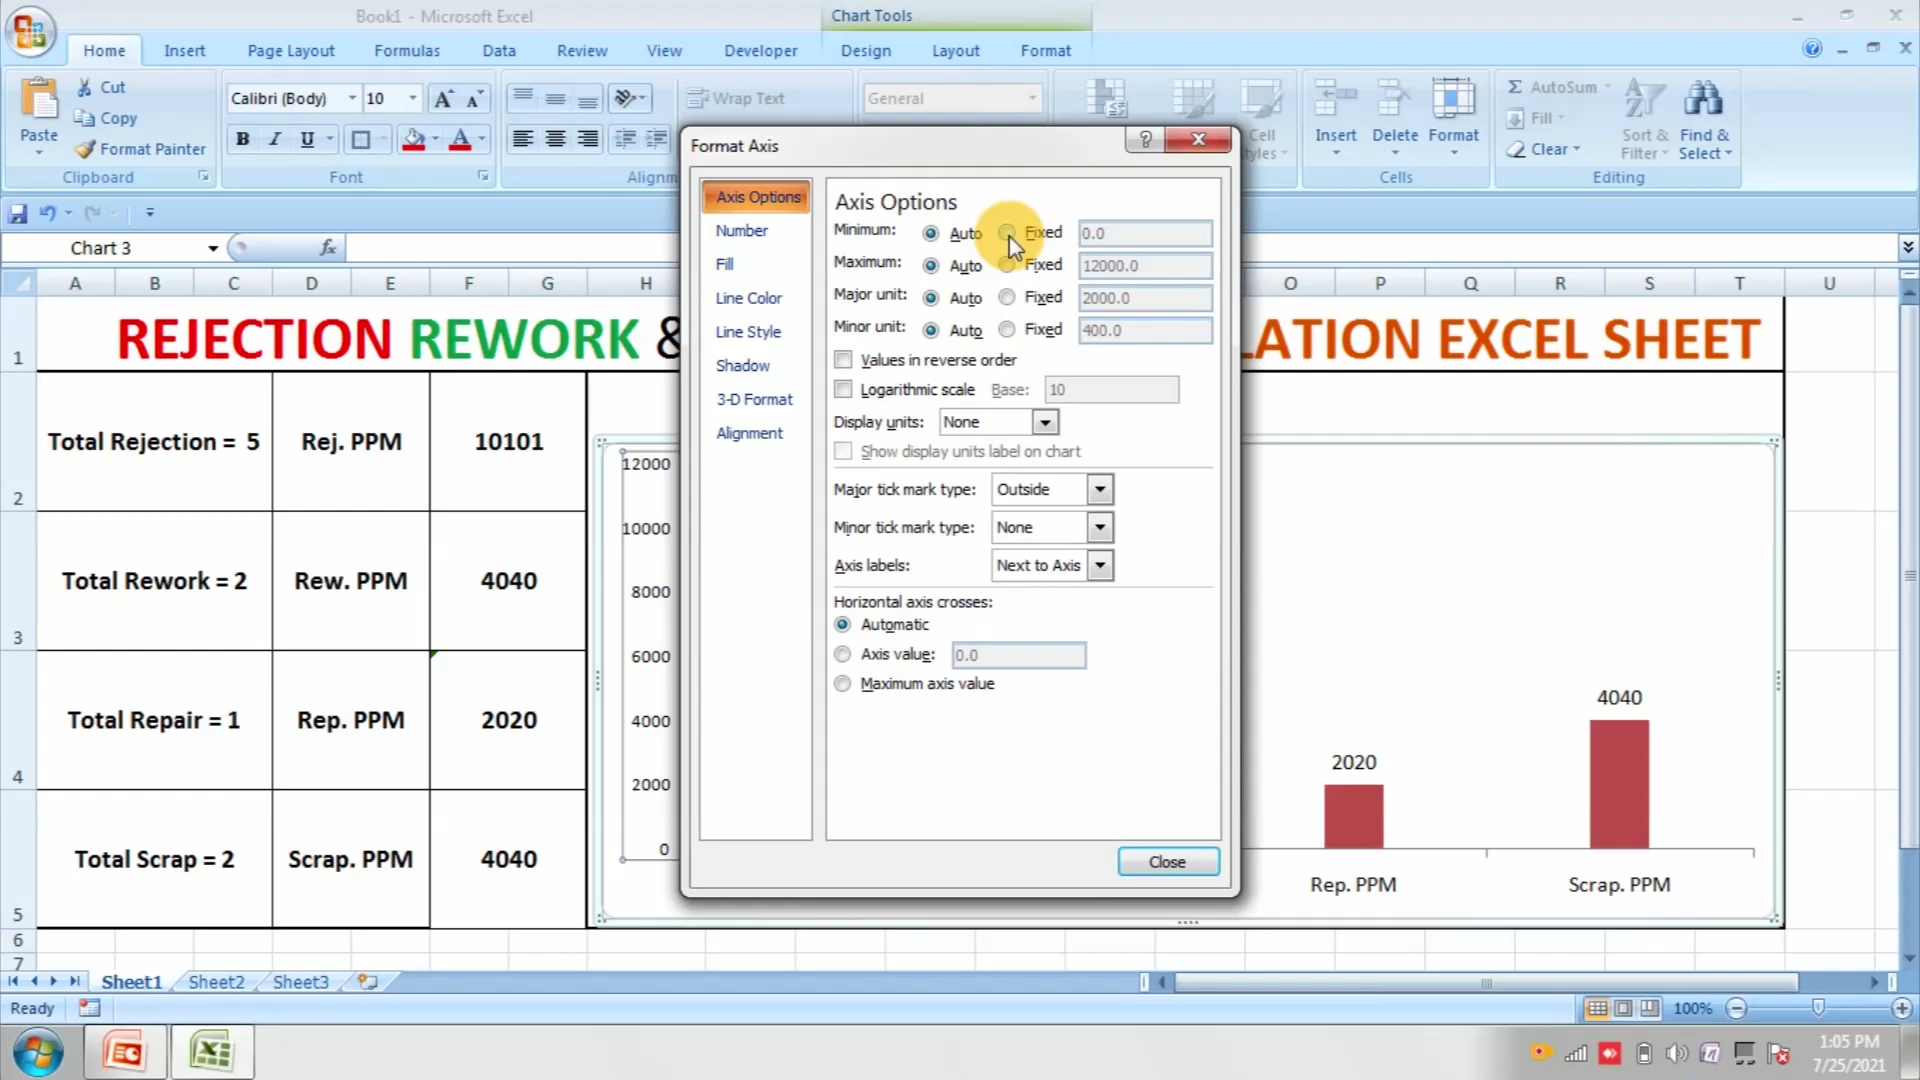 Book1 - Microsoft Excel
Chart Tools
Home Insert Page Layout Formulas Data Review View Developer Design Layout Format
Paste
Cut
Copy
Format Painter
Clipboard
Calibri (Body) 10
Font
Wrap Text
General
Insert Delete Format
Cells
AutoSum
Fill
Clear
Sort & Filter
Find & Select
Editing
Chart 3
fx
A B C D E F G H O P Q R S T U
1 REJECTION REWORK & LATION EXCEL SHEET
2 Total Rejection = 5 Rej. PPM 10101
3 Total Rework = 2 Rew. PPM 4040
4 Total Repair = 1 Rep. PPM 2020
5 Total Scrap = 2 Scrap. PPM 4040
6
7
12000
10000
8000
6000
4000
2000
0
2020
4040
Rep. PPM Scrap. PPM
Format Axis
Axis Options
Number
Fill
Line Color
Line Style
Shadow
3-D Format
Alignment
Axis Options
Minimum: Auto Fixed 0.0
Maximum: Auto Fixed 12000.0
Major unit: Auto Fixed 2000.0
Minor unit: Auto Fixed 400.0
Values in reverse order
Logarithmic scale Base: 10
Display units: None
Show display units label on chart
Major tick mark type: Outside
Minor tick mark type: None
Axis labels: Next to Axis
Horizontal axis crosses:
Automatic
Axis value: 0.0
Maximum axis value
Close
Sheet1 Sheet2 Sheet3
Ready
100%
1:05 PM
7/25/2021